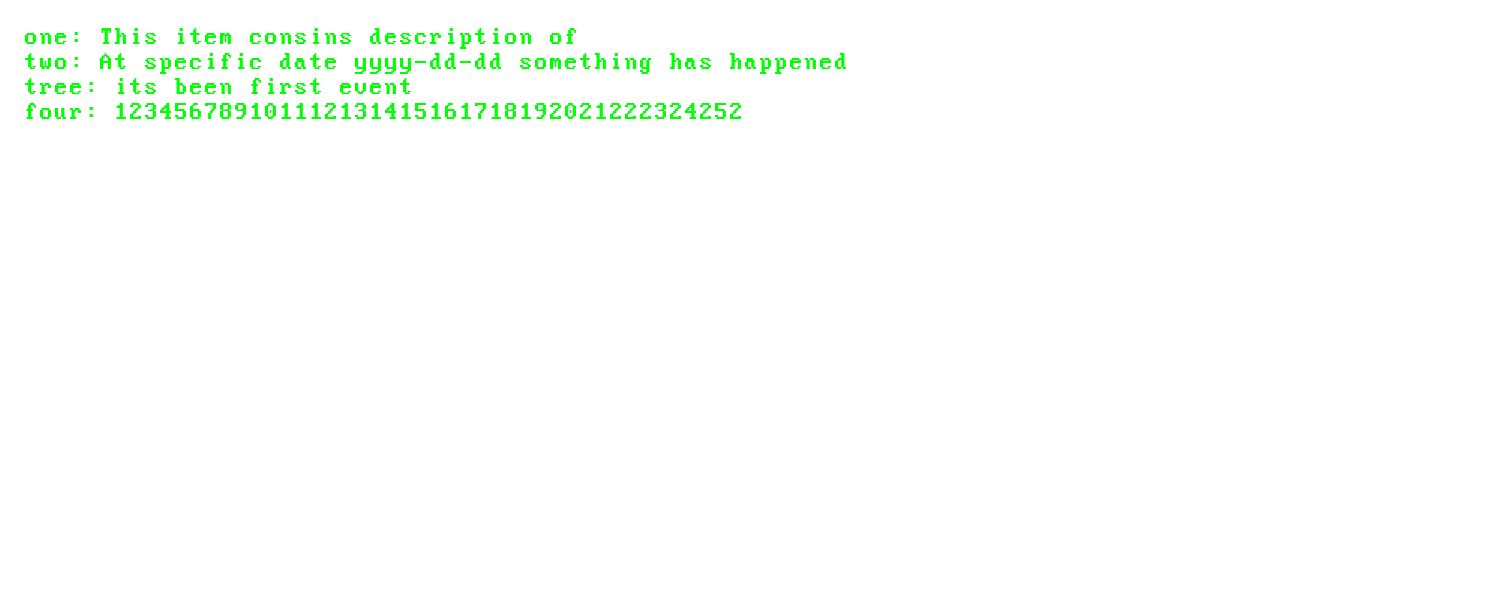 one: This item consins description of
two: At specific date yyyy-dd-dd something has happened
tree: its been first event
four: 123456789101112131415161718192021222324252